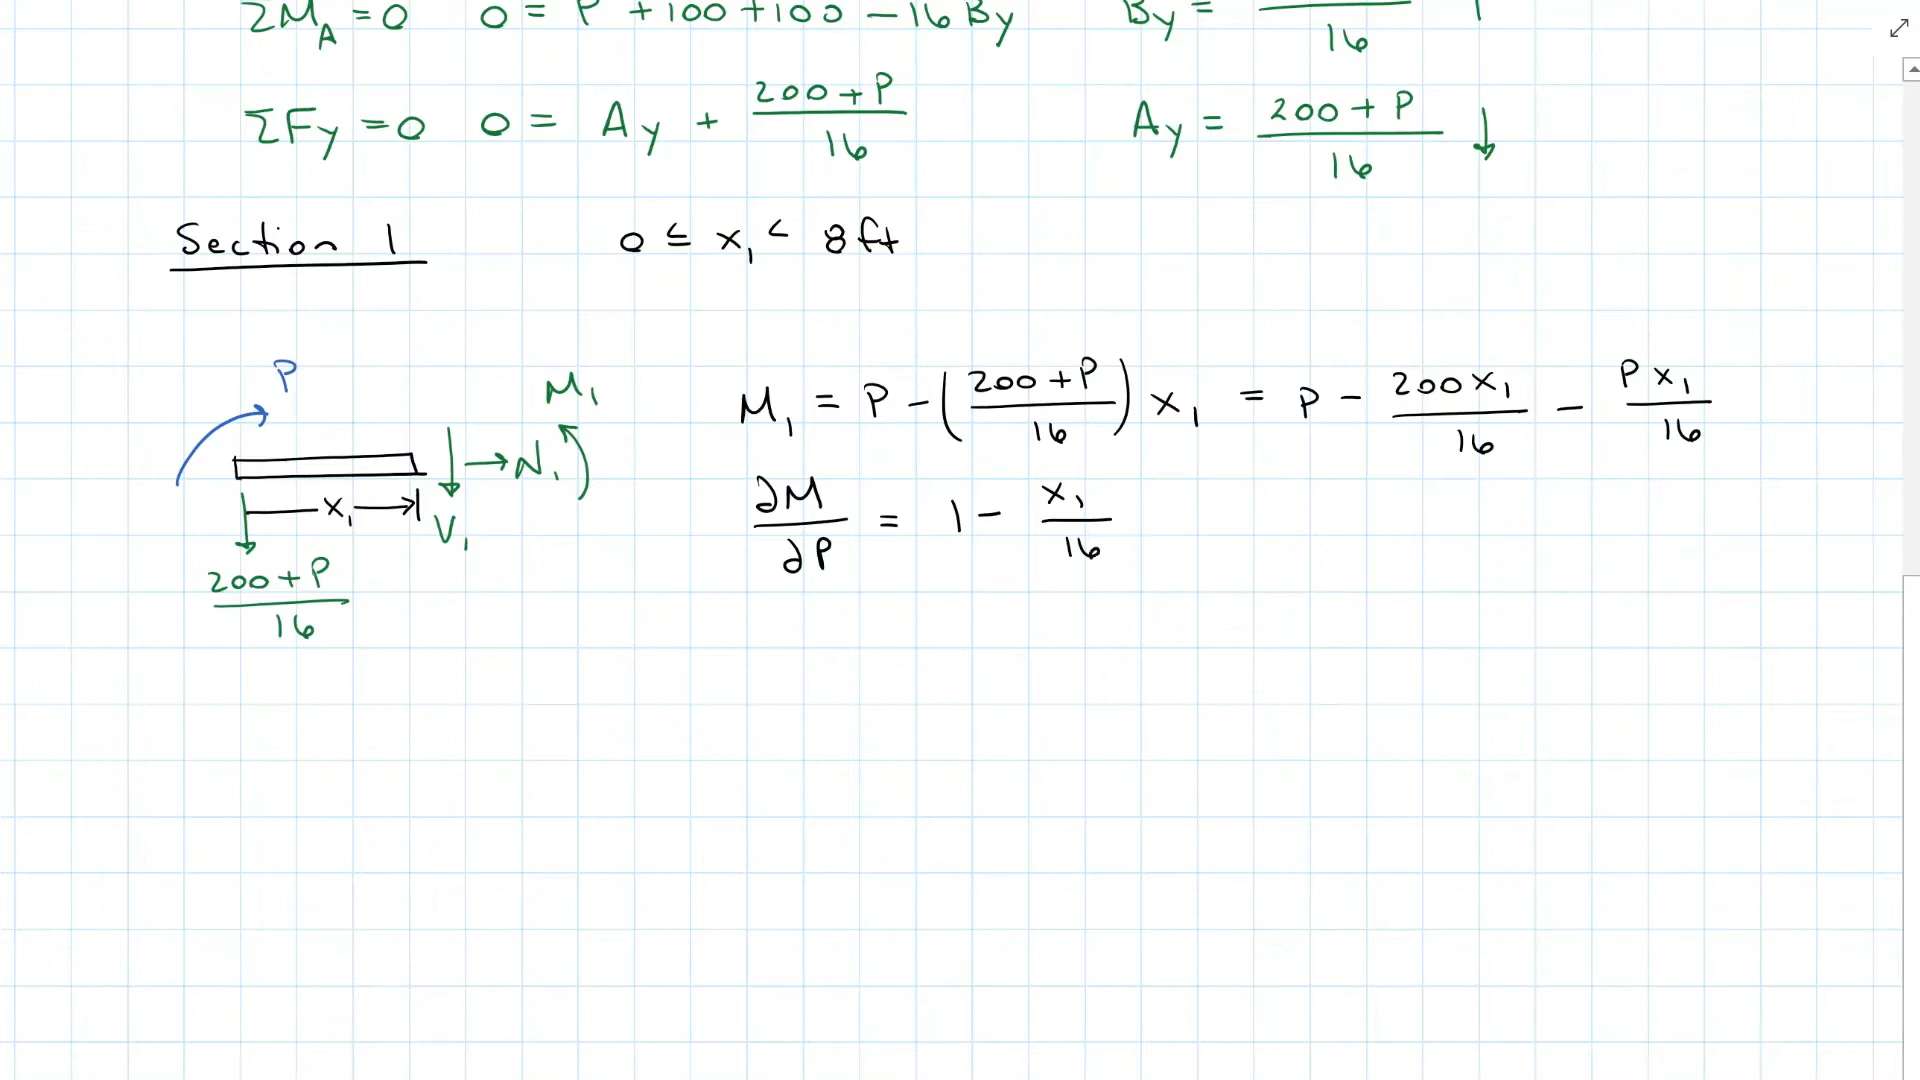 ΣM_A = 0   0 = P + 100 + 100 − 16 By   By = ‾/16
ΣFy = 0   0 = Ay + (200 + P)/16   Ay = (200 + P)/16 ↓
Section 1   0 ≤ x₁ < 8 ft
P
M₁
M₁ = P − ((200 + P)/16) x₁ = P − 200x₁/16 − Px₁/16
→ N₁
x₁
V₁
∂M/∂P = 1 − x₁/16
(200 + P)/16